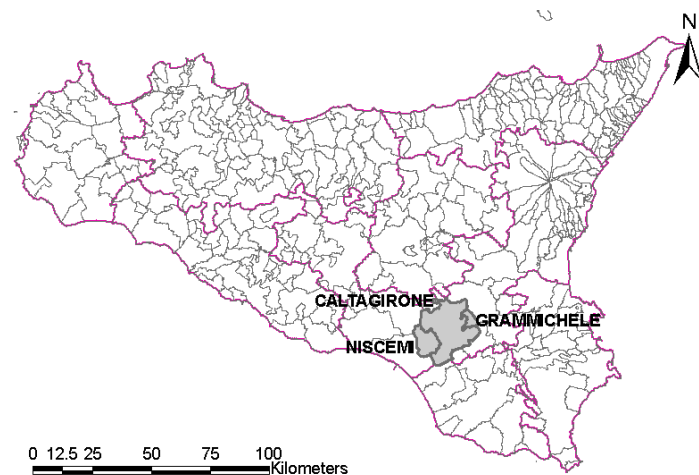 N
CALTAGIRONE
GRAMMICHELE
NISCEMI
0 12.5 25 50 75 100
Kilometers